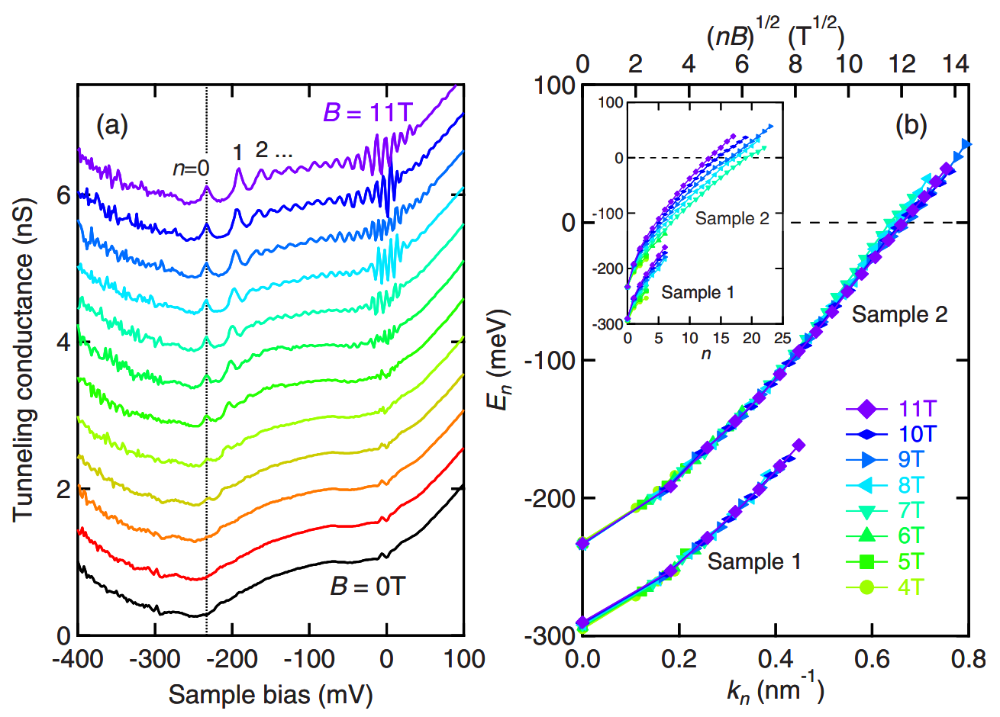 (a)
B = 11T
n=0
1
2 ...
B = 0T
6
4
2
0
-400
-300
-200
-100
0
100
Tunneling conductance (nS)
Sample bias (mV)
(nB)^1/2 (T^1/2)
0
2
4
6
8
10
12
14
(b)
100
0
-100
-200
-300
E_n (meV)
0.0
0.2
0.4
0.6
0.8
k_n (nm^-1)
100
0
-100
-200
-300
0
5
10
15
20
25
n
Sample 2
Sample 1
Sample 2
Sample 1
11T
10T
9T
8T
7T
6T
5T
4T